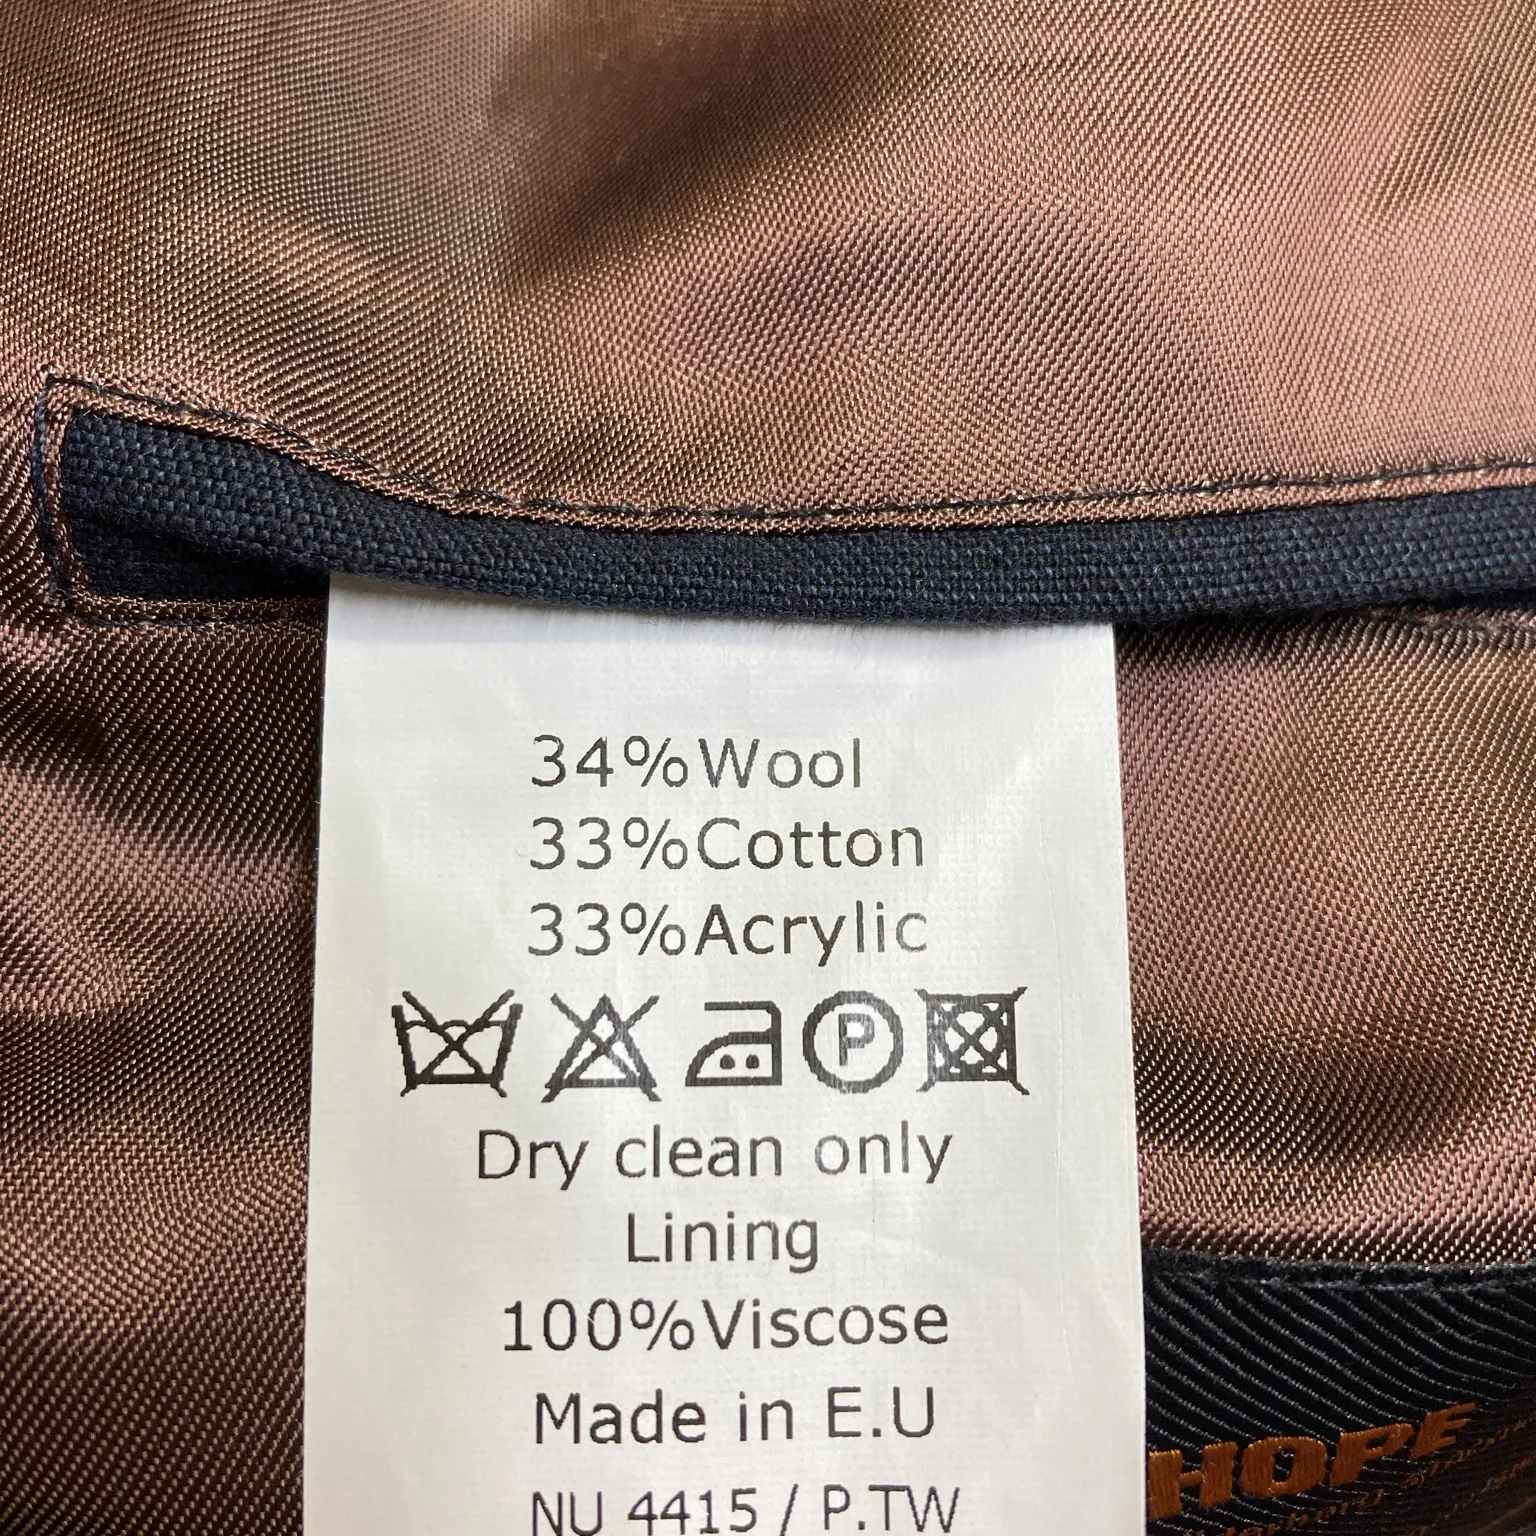 34%Wool
33%Cotton
33%Acrylic
P
Dry clean only
Lining
100%Viscose
Made in E.U
NU 4415 / P.TW
HOPE